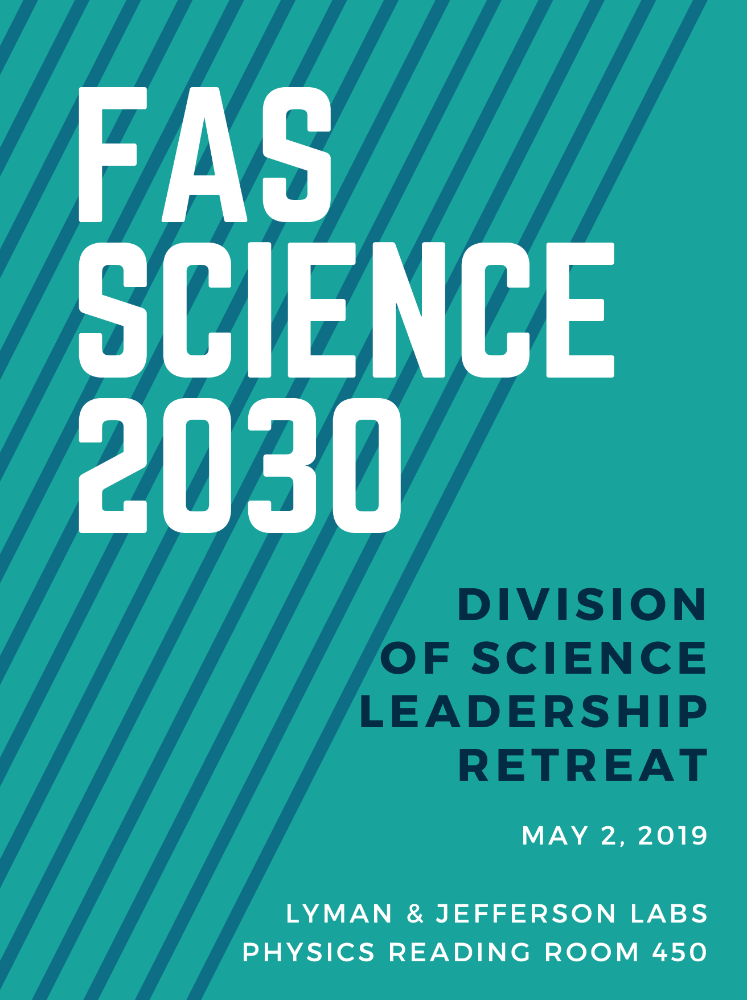 FAS
SCIENCE
2030
DIVISION
OF SCIENCE
LEADERSHIP
RETREAT
MAY 2, 2019
LYMAN & JEFFERSON LABS
PHYSICS READING ROOM 450